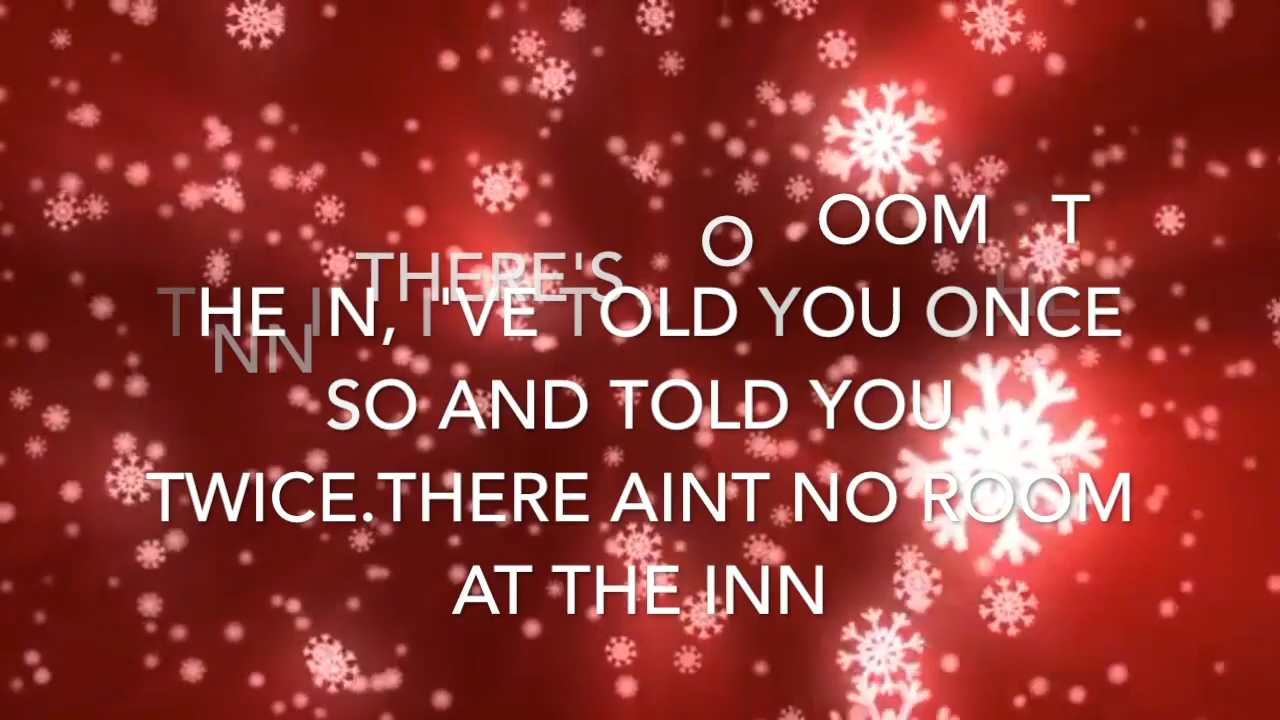 O OOM T
THERE'S
THE IN, I'VE TOLD YOU ONCE
NN
SO AND TOLD YOU
TWICE.THERE AINT NO ROOM
AT THE INN